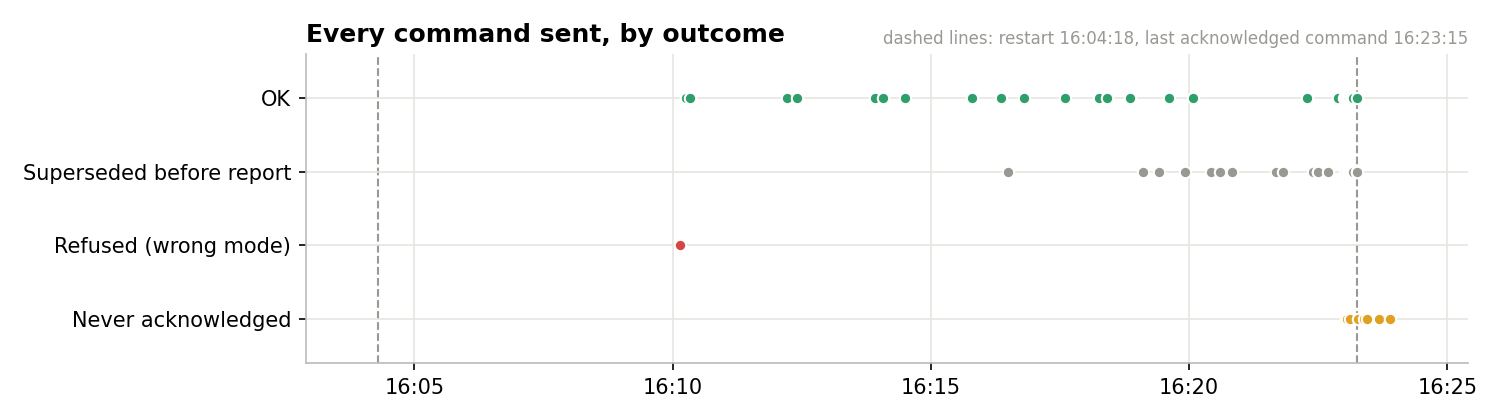 Every command sent, by outcome
dashed lines: restart 16:04:18, last acknowledged command 16:23:15
OK
Superseded before report
Refused (wrong mode)
Never acknowledged
16:05 16:10 16:15 16:20 16:25